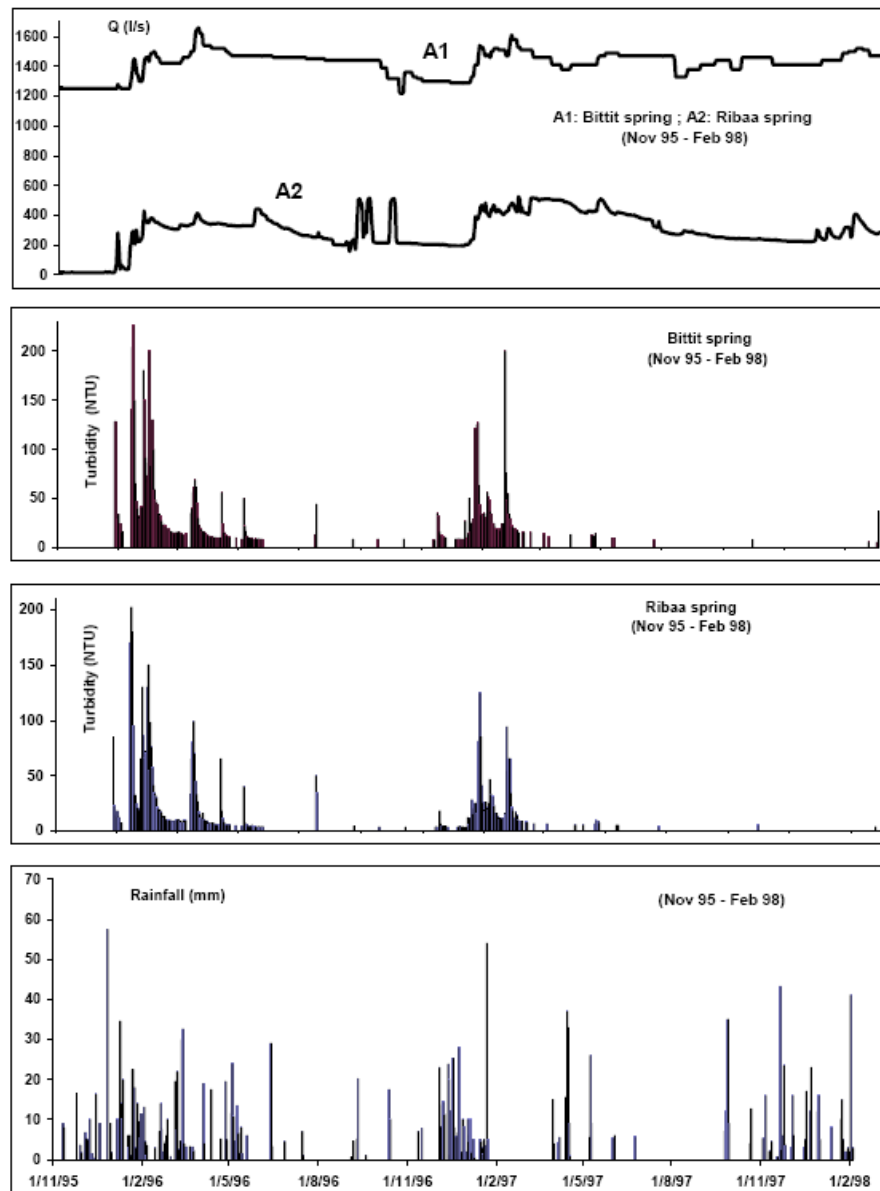 Q (l/s)
1600
1400
1200
1000
800
600
400
200
0
A1
A1: Bittit spring ; A2: Ribaa spring
(Nov 95 - Feb 98)
A2
Bittit spring
(Nov 95 - Feb 98)
Turbidity (NTU)
200
150
100
50
0
Ribaa spring
(Nov 95 - Feb 98)
Turbidity (NTU)
200
150
100
50
0
Rainfall (mm)
(Nov 95 - Feb 98)
70
60
50
40
30
20
10
0
1/11/95 1/2/96 1/5/96 1/8/96 1/11/96 1/2/97 1/5/97 1/8/97 1/11/97 1/2/98